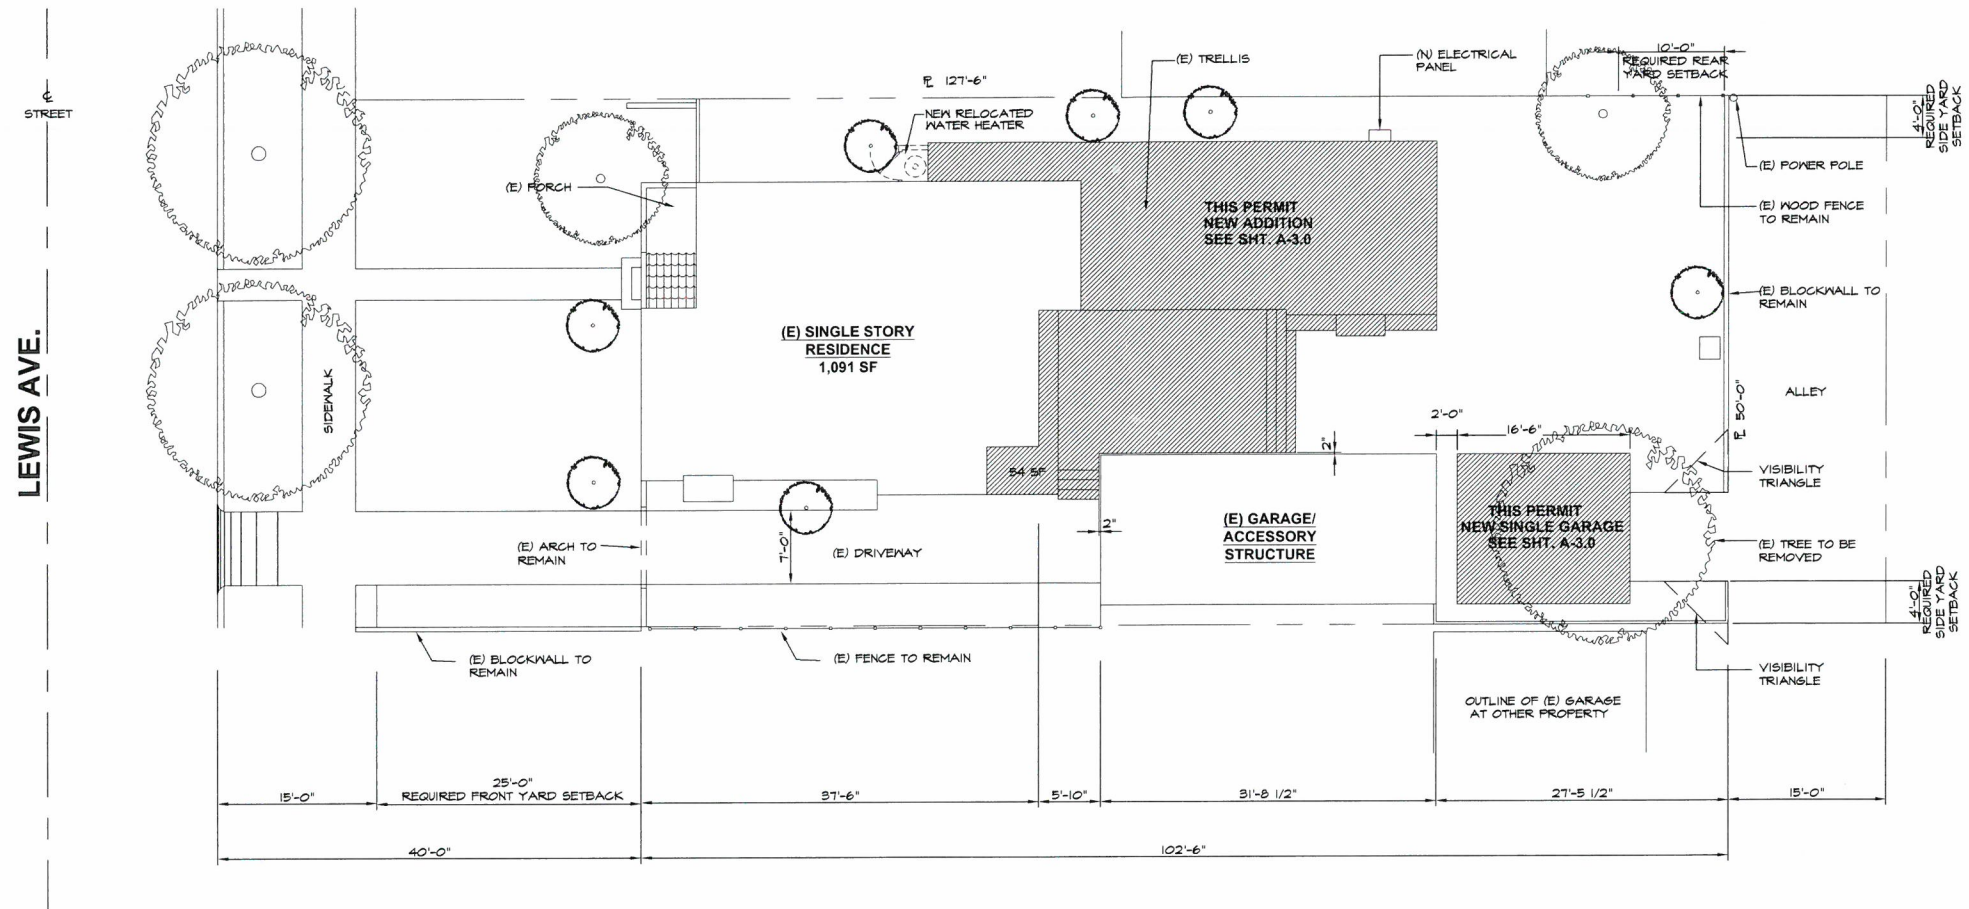 ℄
STREET
LEWIS AVE.
SIDEWALK
(E) PORCH
℄ 127'-6"
NEW RELOCATED
WATER HEATER
(E) TRELLIS
(N) ELECTRICAL
PANEL
10'-0"
REQUIRED REAR
YARD SETBACK
4'-0"
REQUIRED
SIDE YARD
SETBACK
(E) POWER POLE
(E) WOOD FENCE
TO REMAIN
THIS PERMIT
NEW ADDITION
SEE SHT. A-3.0
(E) BLOCKWALL TO
REMAIN
(E) SINGLE STORY
RESIDENCE
1,091 SF
ALLEY
PL 50'-0"
2'-0"
16'-6"
2"
54 SF
VISIBILITY
TRIANGLE
2"
(E) GARAGE/
ACCESSORY
STRUCTURE
THIS PERMIT
NEW SINGLE GARAGE
SEE SHT. A-3.0
(E) ARCH TO
REMAIN
7'-0"
(E) DRIVEWAY
(E) TREE TO BE
REMOVED
4'-0"
REQUIRED
SIDE YARD
SETBACK
(E) BLOCKWALL TO
REMAIN
(E) FENCE TO REMAIN
VISIBILITY
TRIANGLE
OUTLINE OF (E) GARAGE
AT OTHER PROPERTY
15'-0"
25'-0"
REQUIRED FRONT YARD SETBACK
37'-6"
5'-10"
31'-8 1/2"
27'-5 1/2"
15'-0"
40'-0"
102'-6"